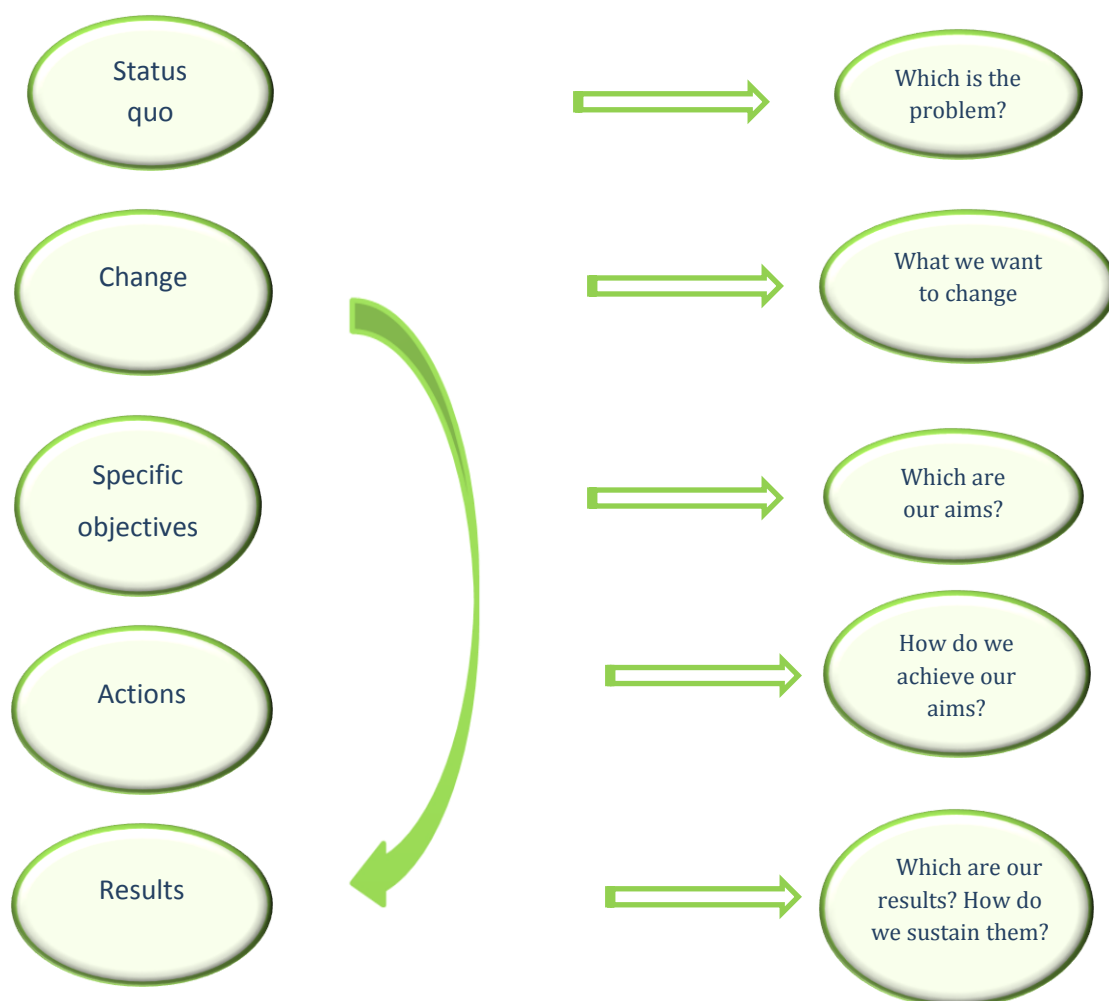 Status
quo
Which is the
problem?
Change
What we want
to change
Specific
objectives
Which are
our aims?
Actions
How do we
achieve our
aims?
Results
Which are our
results? How do
we sustain them?